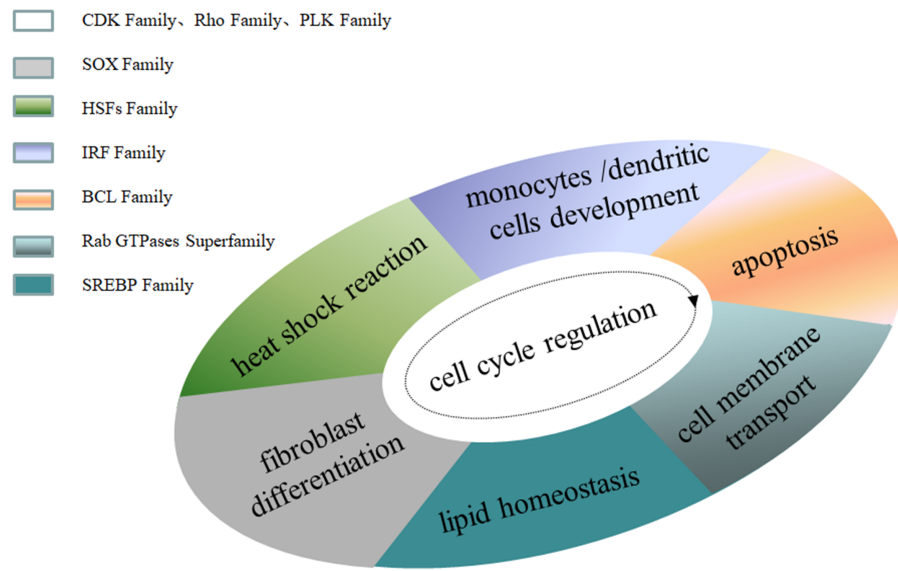 CDK Family、Rho Family、PLK Family
SOX Family
HSFs Family
IRF Family
BCL Family
Rab GTPases Superfamily
SREBP Family
monocytes /dendritic
cells development
apoptosis
heat shock reaction
cell cycle regulation
cell membrane
transport
fibroblast
differentiation
lipid homeostasis